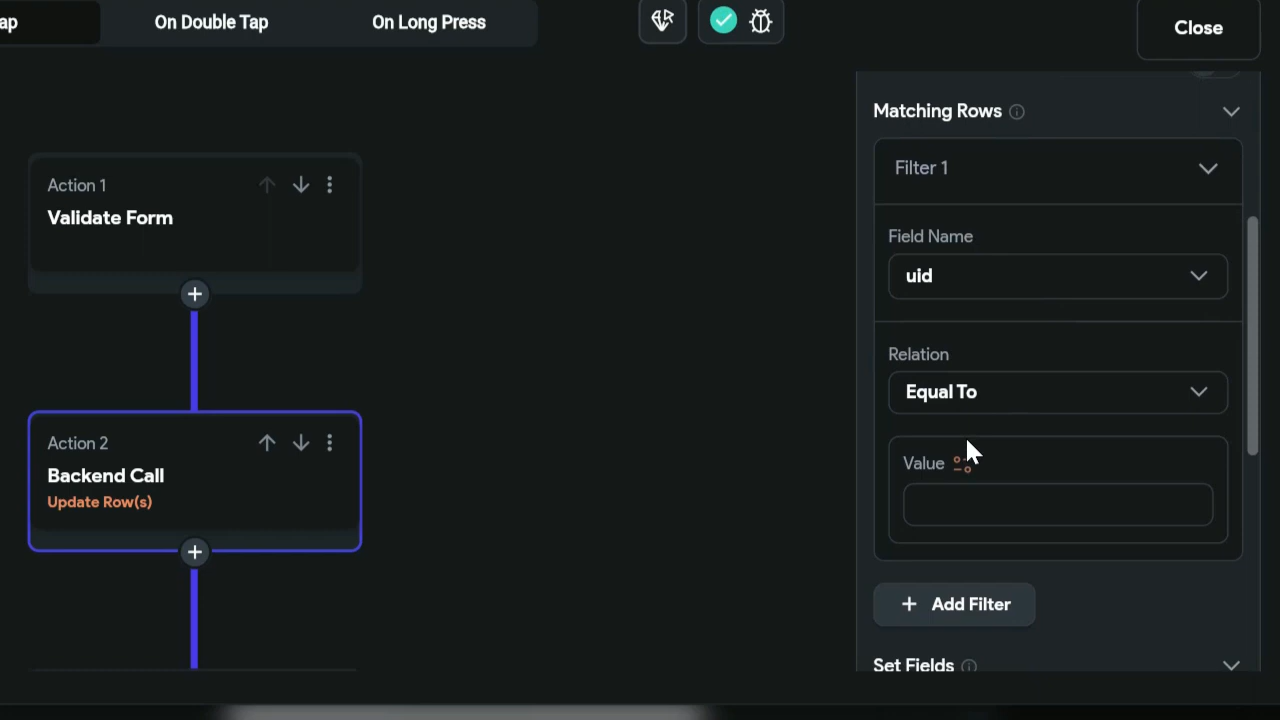 ap
On Double Tap
On Long Press
Close
Matching Rows
Filter 1
Action 1
Validate Form
Field Name
uid
Relation
Equal To
Action 2
Backend Call
Update Row(s)
Value
Add Filter
Set Fields